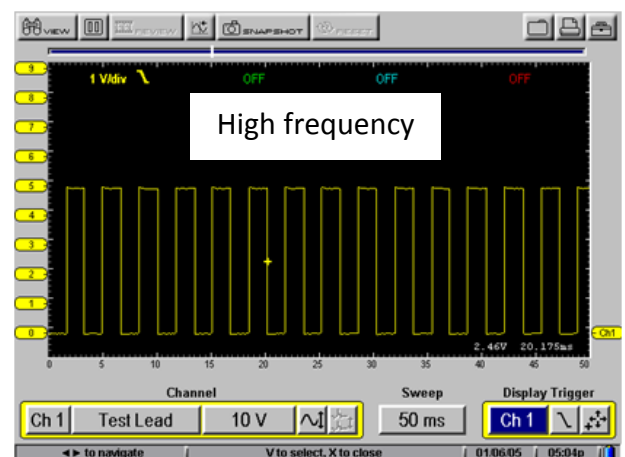 VIEW REVIEW SNAPSHOT RESET
1 V/div OFF OFF OFF
High frequency
9
8
7
6
5
4
3
2
1
0 Ch1
2.46V 20.175ms
0 5 10 15 20 25 30 35 40 45 50
Channel Sweep Display Trigger
Ch 1 Test Lead 10 V 50 ms Ch 1
◄► to navigate V to select, X to close 01/06/05 05:04p